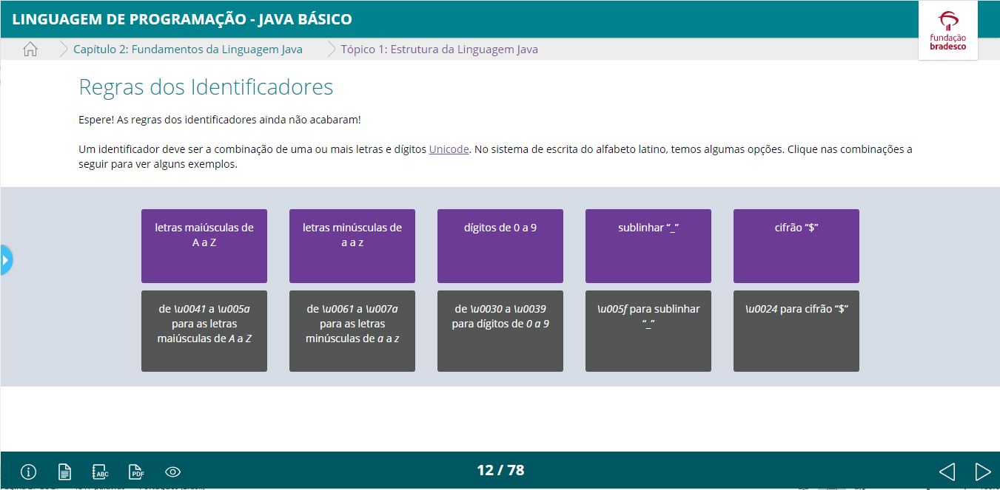 LINGUAGEM DE PROGRAMAÇÃO - JAVA BÁSICO
fundação
bradesco
Capítulo 2: Fundamentos da Linguagem Java
Tópico 1: Estrutura da Linguagem Java
Regras dos Identificadores
Espere! As regras dos identificadores ainda não acabaram!
Um identificador deve ser a combinação de uma ou mais letras e dígitos Unicode. No sistema de escrita do alfabeto latino, temos algumas opções. Clique nas combinações a
seguir para ver alguns exemplos.
letras maiúsculas de
A a Z
letras minúsculas de
a a z
dígitos de 0 a 9
sublinhar “_”
cifrão “$”
de \u0041 a \u005a
para as letras
maiúsculas de A a Z
de \u0061 a \u007a
para as letras
minúsculas de a a z
de \u0030 a \u0039
para dígitos de 0 a 9
\u005f para sublinhar
“_”
\u0024 para cifrão “$”
ABC
PDF
12 / 78